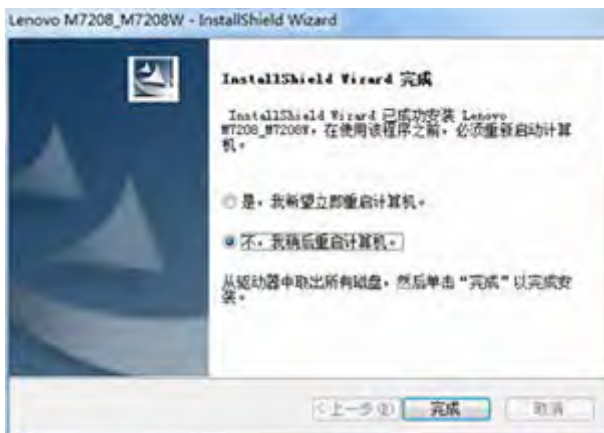 Lenovo M7208_M7208W - InstallShield Wizard
InstallShield Wizard 完成
InstallShield Wizard 已成功安装 Lenovo
M7208_M7208W。在使用该程序之前，必须重新启动计算
机。
是，我希望立即重启计算机。
不，我稍后重启计算机。
从驱动器中取出所有磁盘，然后单击“完成”以完成安
装。
<上一步(B)
完成
取消